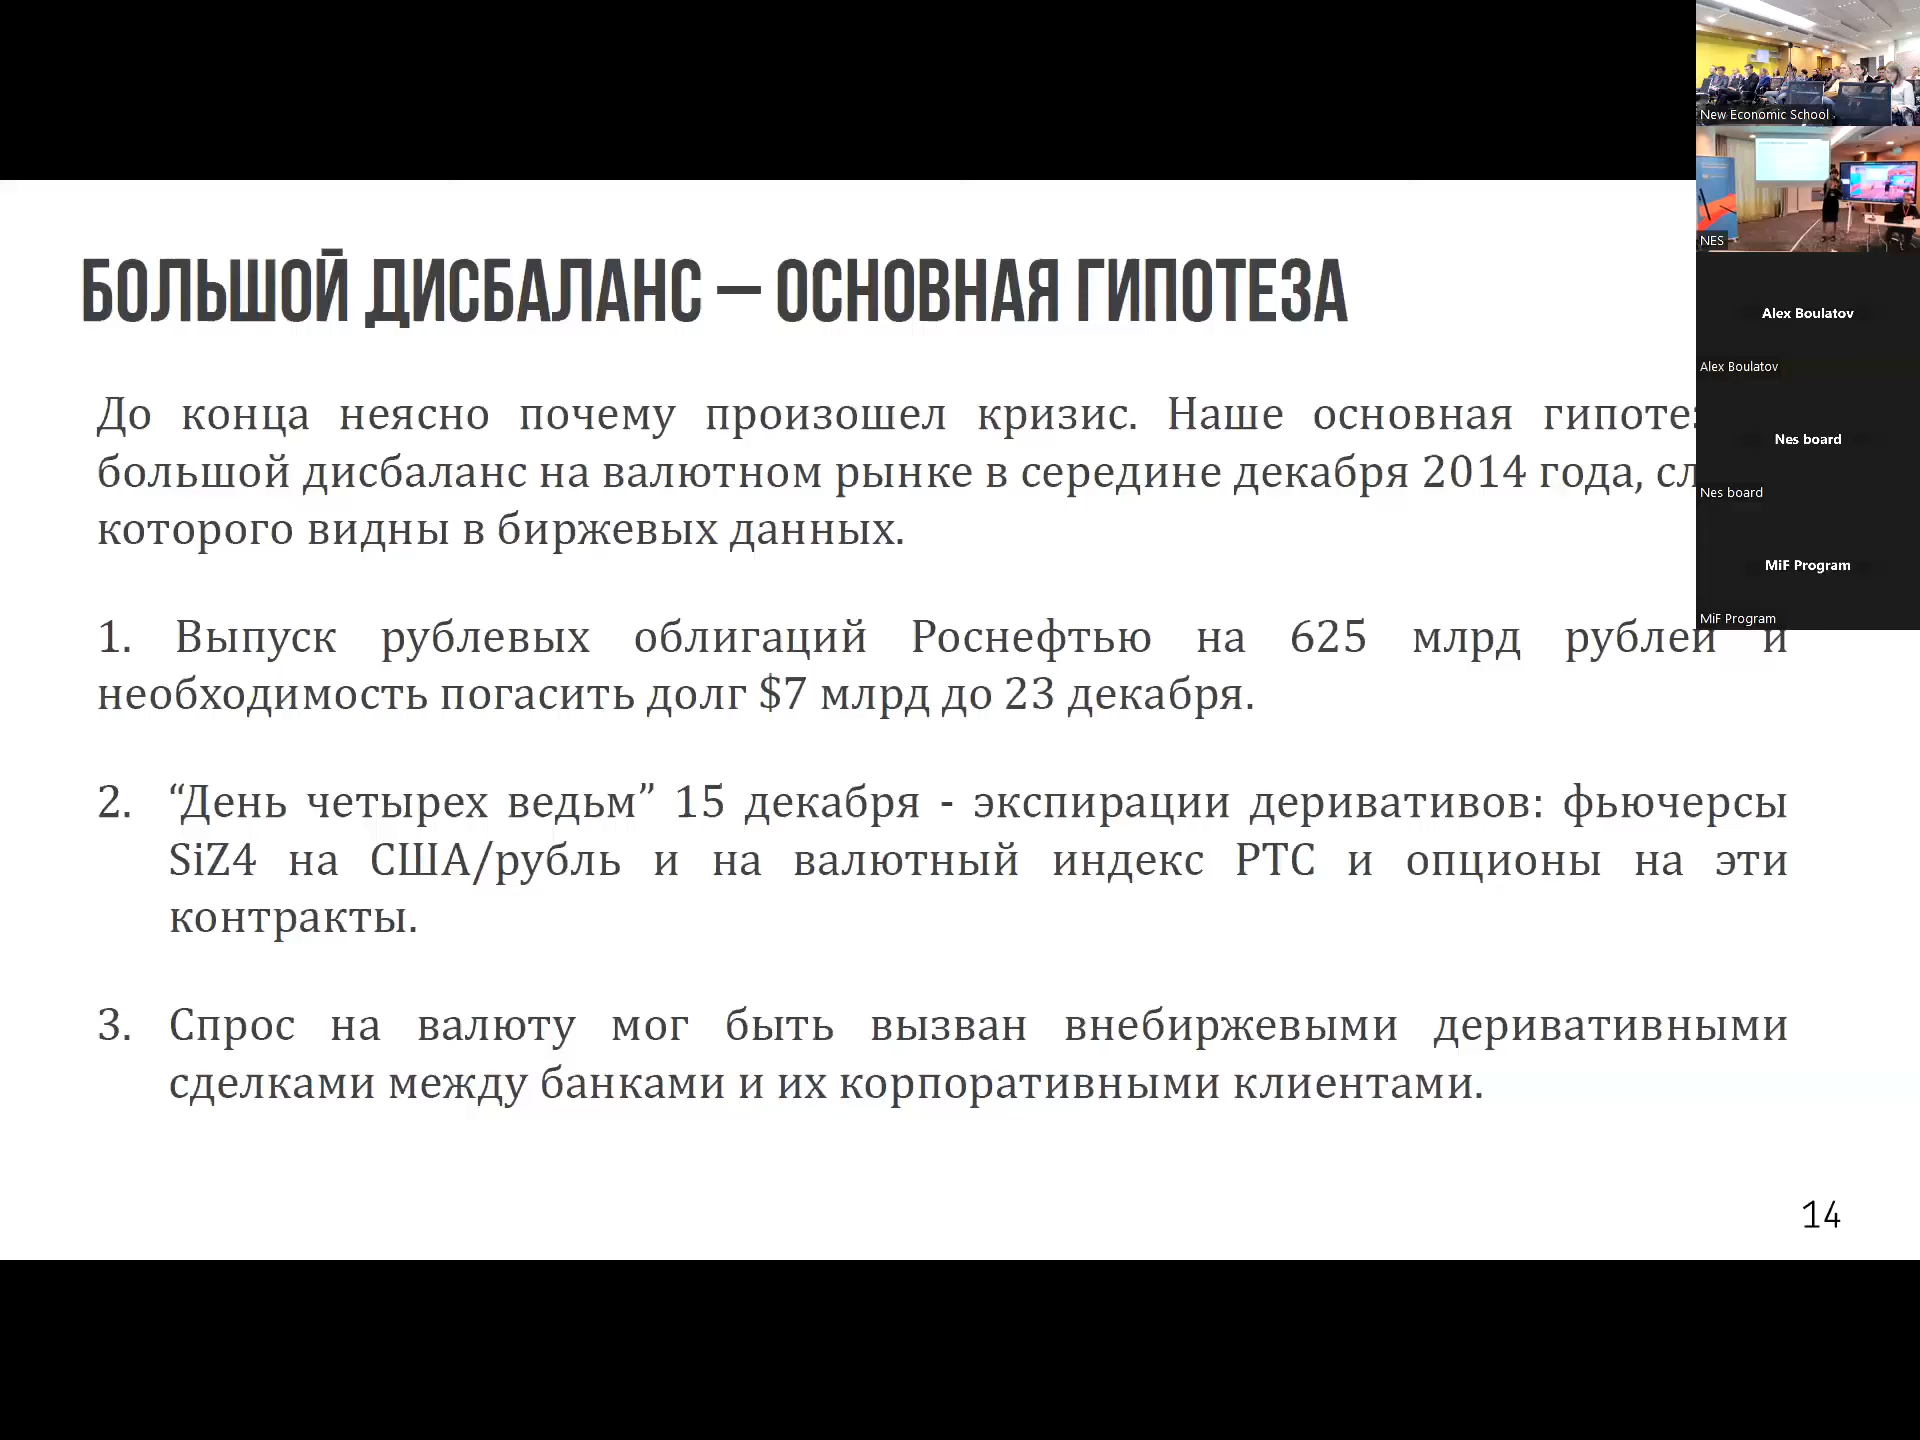 БОЛЬШОЙ ДИСБАЛАНС – ОСНОВНАЯ ГИПОТЕЗА
До конца неясно почему произошел кризис. Наше основная
большой дисбаланс на валютном рынке в середине декабря 2014 года,
которого видны в биржевых данных.
1. Выпуск рублевых облигаций Роснефтью на 625 млрд рублей и
необходимость погасить долг $7 млрд до 23 декабря.
2. “День четырех ведьм” 15 декабря - экспирации деривативов: фьючерсы
SiZ4 на США/рубль и на валютный индекс РТС и опционы на эти
контракты.
3. Спрос на валюту мог быть вызван внебиржевыми деривативными
сделками между банками и их корпоративными клиентами.
14
New Economic School
NES
Alex Boulatov
Alex Boulatov
Nes board
Nes board
MiF Program
MiF Program